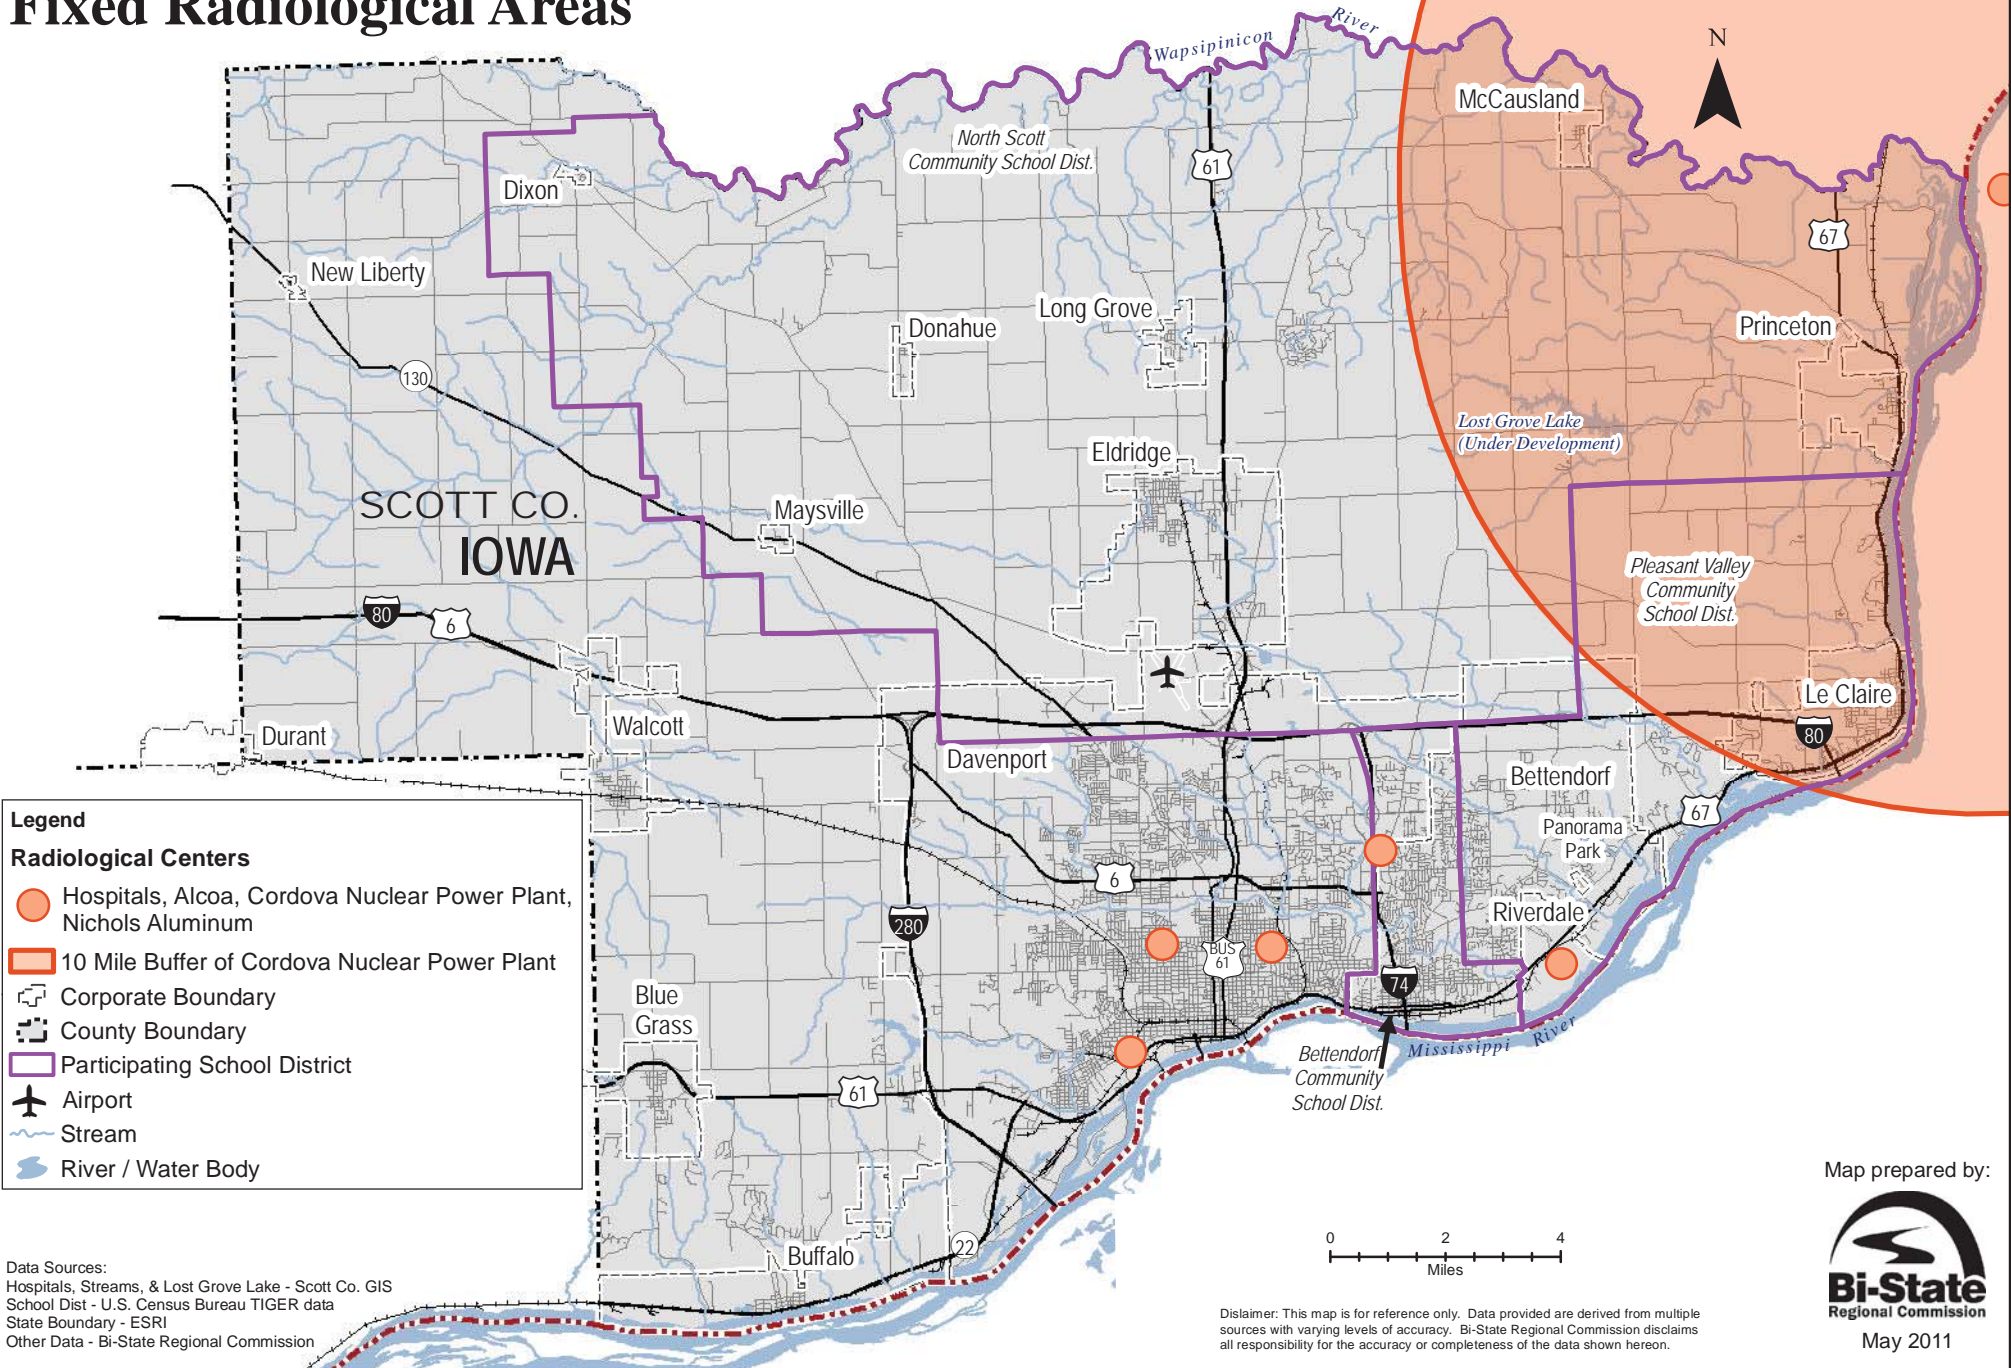 Fixed Radiological Areas
Wapsipinicon River
N
McCausland
North Scott
Community School Dist.
61
Dixon
67
New Liberty
Long Grove
Donahue
Princeton
130
Lost Grove Lake
(Under Development)
Eldridge
SCOTT CO.
IOWA
Maysville
Pleasant Valley
Community
School Dist.
80
6
Le Claire
Walcott
Durant
80
Davenport
Bettendorf
67
Panorama
Park
6
Riverdale
280
BUS
61
74
Blue
Grass
Mississippi River
Bettendorf
Community
School Dist.
61
Buffalo
22
Legend
Radiological Centers
Hospitals, Alcoa, Cordova Nuclear Power Plant,
Nichols Aluminum
10 Mile Buffer of Cordova Nuclear Power Plant
Corporate Boundary
County Boundary
Participating School District
Airport
Stream
River / Water Body
Data Sources:
Hospitals, Streams, & Lost Grove Lake - Scott Co. GIS
School Dist - U.S. Census Bureau TIGER data
State Boundary - ESRI
Other Data - Bi-State Regional Commission
0 2 4
Miles
Dislaimer: This map is for reference only. Data provided are derived from multiple
sources with varying levels of accuracy. Bi-State Regional Commission disclaims
all responsibility for the accuracy or completeness of the data shown hereon.
Map prepared by:
Bi-State
Regional Commission
May 2011